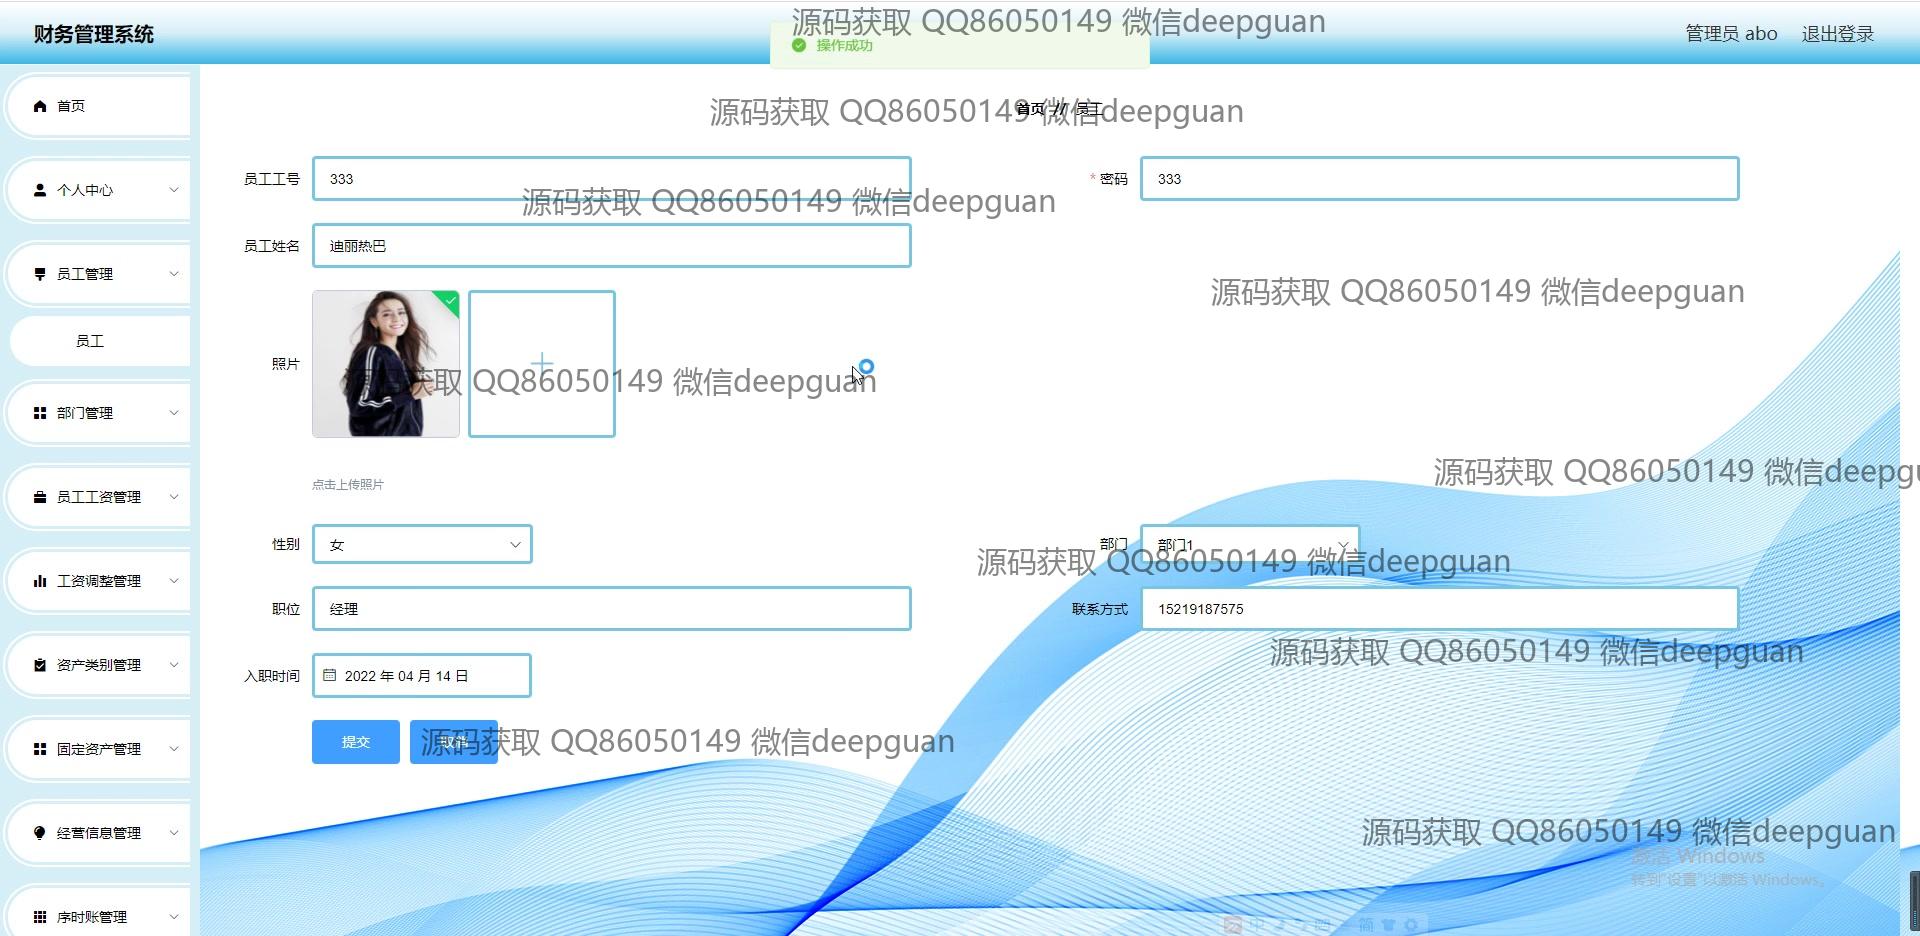 财务管理系统
源码获取 QQ86050149 微信deepguan
操作成功
管理员 abo
退出登录
首页
源码获取 QQ86050149 微信deepguan
首页 // 员工
个人中心
员工工号
333
* 密码
333
源码获取 QQ86050149 微信deepguan
员工姓名
迪丽热巴
员工管理
源码获取 QQ86050149 微信deepguan
员工
照片
源码获取 QQ86050149 微信deepguan
部门管理
源码获取 QQ86050149 微信deepgu
点击上传照片
员工工资管理
性别
女
部门
部门1
源码获取 QQ86050149 微信deepguan
工资调整管理
职位
经理
联系方式
15219187575
源码获取 QQ86050149 微信deepguan
资产类别管理
入职时间
2022 年 04 月 14 日
提交
取消
源码获取 QQ86050149 微信deepguan
固定资产管理
经营信息管理
源码获取 QQ86050149 微信deepguan
激活 Windows
转到"设置"以激活 Windows。
序时账管理
中
简